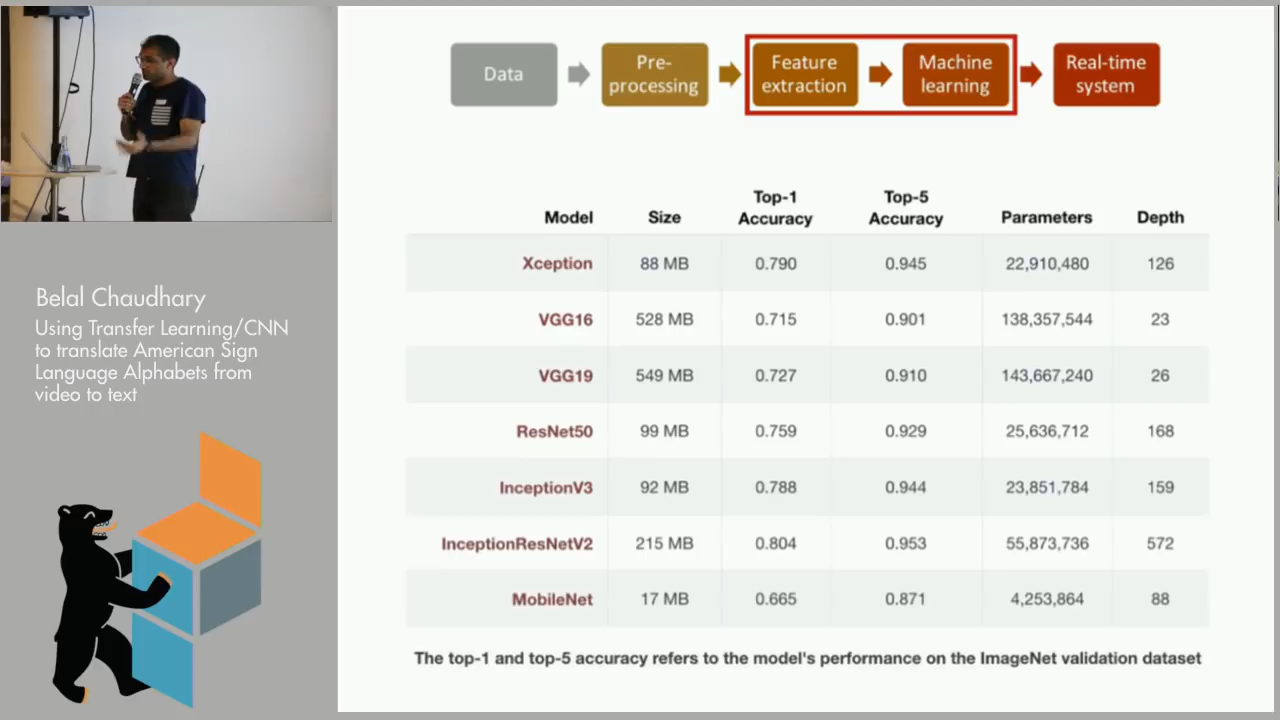 Data
Pre-
processing
Feature
extraction
Machine
learning
Real-time
system
Belal Chaudhary
Using Transfer Learning/CNN
to translate American Sign
Language Alphabets from
video to text
Model Size Top-1 Accuracy Top-5 Accuracy Parameters Depth
Xception 88 MB 0.790 0.945 22,910,480 126
VGG16 528 MB 0.715 0.901 138,357,544 23
VGG19 549 MB 0.727 0.910 143,667,240 26
ResNet50 99 MB 0.759 0.929 25,636,712 168
InceptionV3 92 MB 0.788 0.944 23,851,784 159
InceptionResNetV2 215 MB 0.804 0.953 55,873,736 572
MobileNet 17 MB 0.665 0.871 4,253,864 88
The top-1 and top-5 accuracy refers to the model's performance on the ImageNet validation dataset